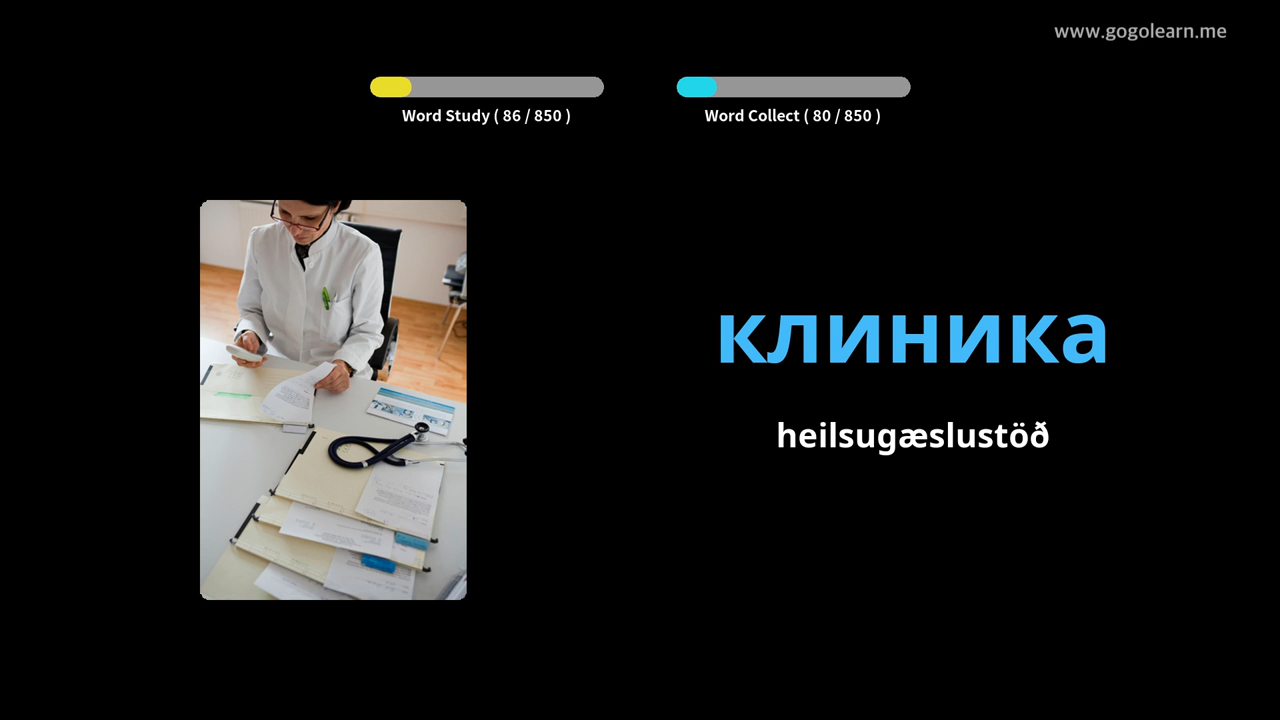 www.gogolearn.me
Word Study ( 86 / 850 )
Word Collect ( 80 / 850 )
клиника
heilsugæslustöð